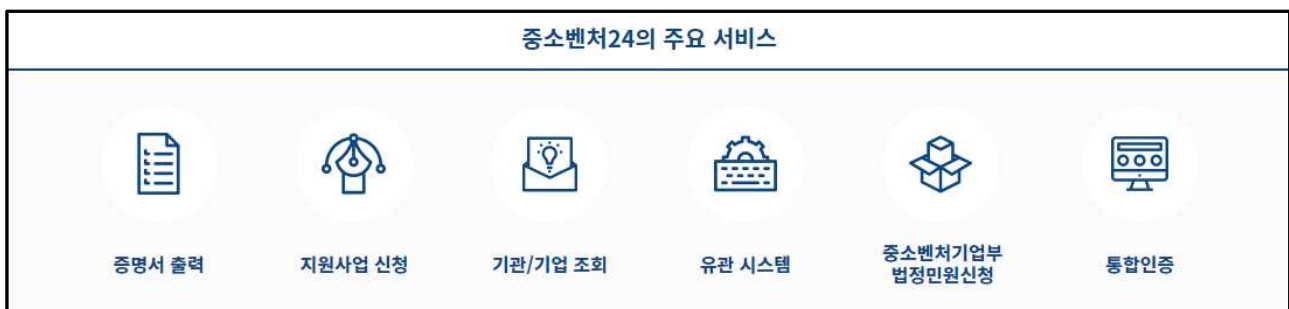 중소벤처24의 주요 서비스
증명서 출력
지원사업 신청
기관/기업 조회
유관 시스템
중소벤처기업부
법정민원신청
통합인증